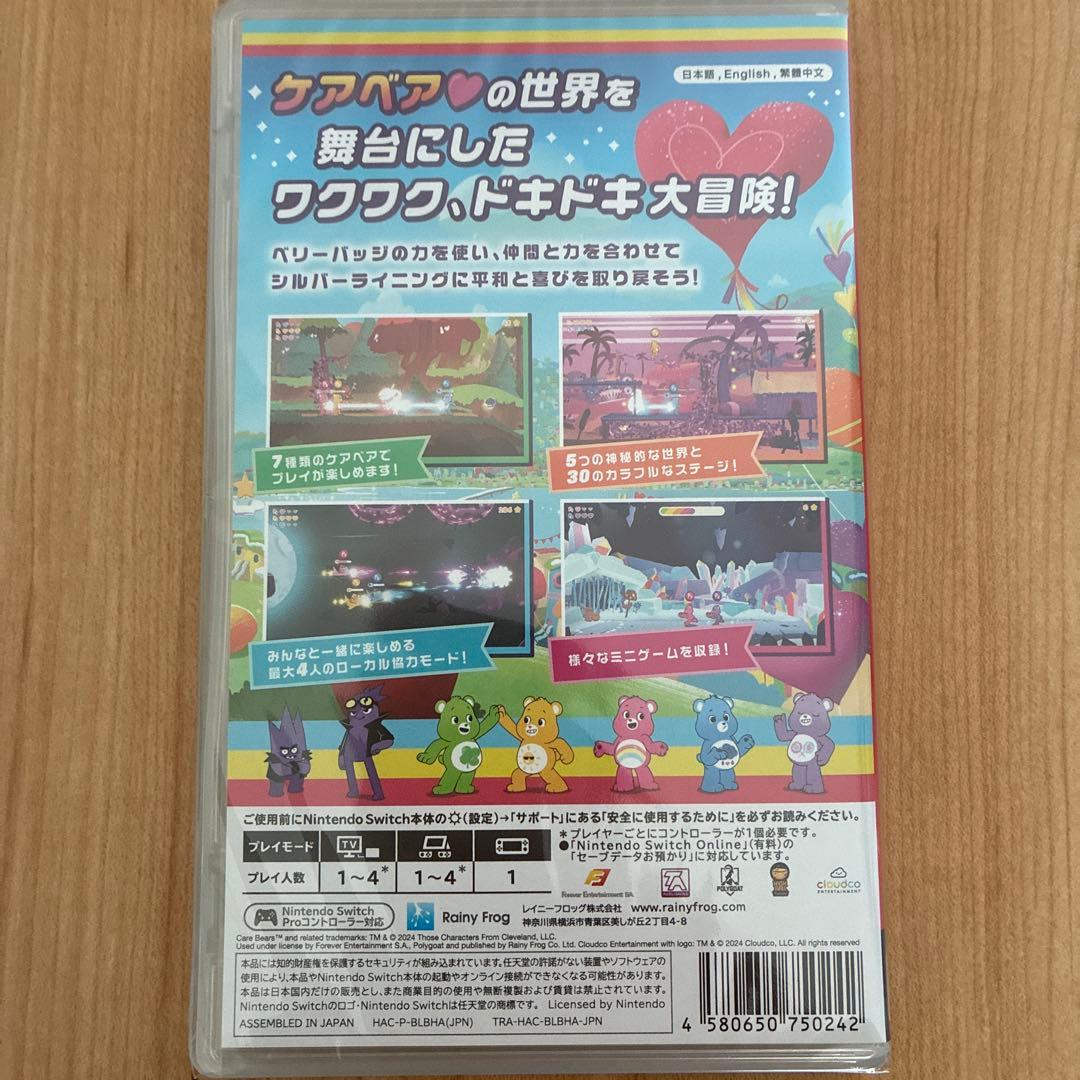 日本語 , English , 繁體中文
ケアベア♥の世界を
舞台にした
ワクワク、ドキドキ大冒険！
ベリーバッジの力を使い、仲間と力を合わせて
シルバーライニングに平和と喜びを取り戻そう！
7種類のケアベアで
プレイが楽しめます！
5つの神秘的な世界と
30のカラフルなステージ！
みんなと一緒に楽しめる
最大4人のローカル協力モード！
様々なミニゲームを収録！
ご使用前にNintendo Switch本体の(設定)→「サポート」にある「安全に使用するために」を必ずお読みください。
プレイモード TV
プレイ人数 1～4* 1～4* 1
*プレイヤーごとにコントローラーが1個必要です。
●「Nintendo Switch Online」(有料)の
「セーブデータお預かり」に対応しています。
Forever Entertainment S.A.
POLYGOAT
cloudco
ENTERTAINMENT
Nintendo Switch
Proコントローラー対応
Rainy Frog
レイニーフロッグ株式会社 www.rainyfrog.com
神奈川県横浜市青葉区美しが丘2丁目4-8
Care Bears™ and related trademarks: TM & © 2024 Those Characters From Cleveland, LLC.
Used under license by Forever Entertainment S.A., Polygoat and published by Rainy Frog Co. Ltd. Cloudco Entertainment with logo: TM & © 2024 Cloudco, LLC. All rights reserved
本品には知的財産権を保護するセキュリティが組み込まれています。任天堂の許諾がない装置やソフトウェアの
使用により、本品やNintendo Switch本体の起動やオンライン接続ができなくなる可能性があります。
本品は日本国内だけの販売とし、また商業目的の使用や無断複製および賃貸は禁止されています。
Nintendo Switchのロゴ・Nintendo Switchは任天堂の商標です。 Licensed by Nintendo
ASSEMBLED IN JAPAN HAC-P-BLBHA(JPN) TRA-HAC-BLBHA-JPN
4 580650 750242